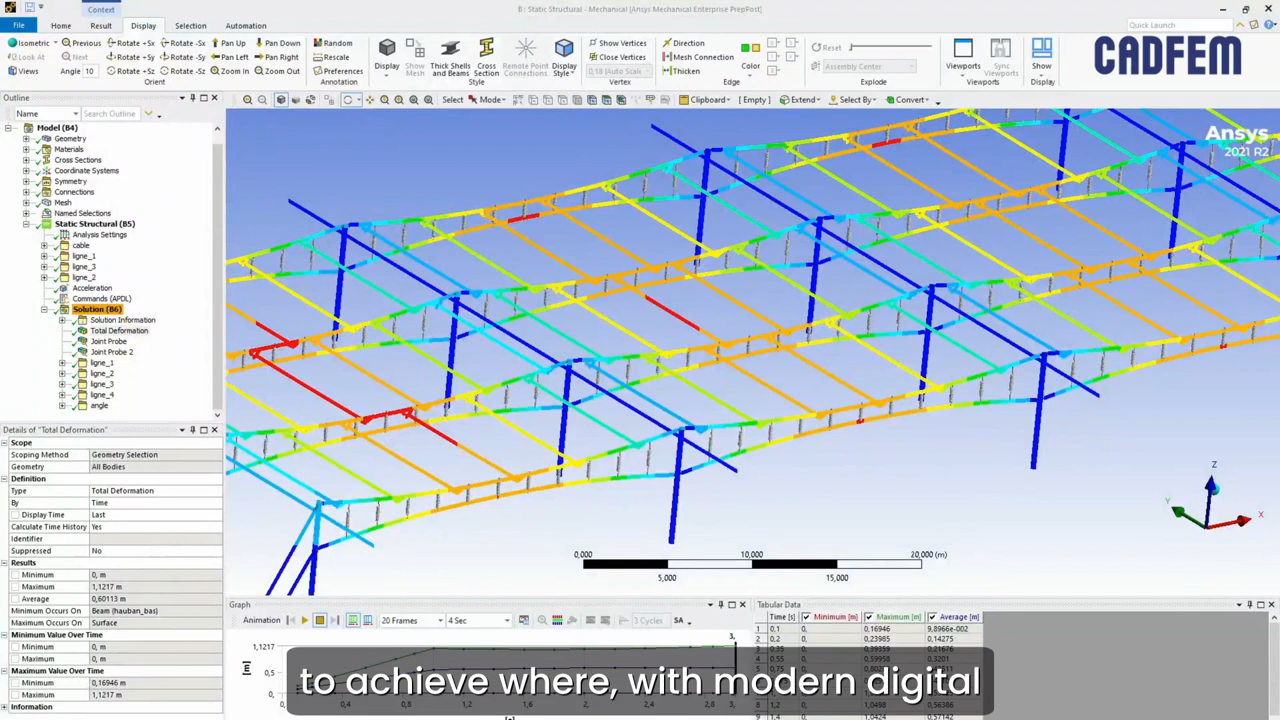 Context
B : Static Structural - Mechanical [Ansys Mechanical Enterprise PrepPost]
File Home Result Display Selection Automation
Quick Launch
Isometric Previous Rotate +Sx Rotate -Sx Pan Up Pan Down
Look At Next Rotate +Sy Rotate -Sy Pan Left Pan Right
Views Angle 10 Rotate +Sz Rotate -Sz Zoom In Zoom Out
Orient
Random
Rescale
Preferences
Annotation
Display
Show Mesh
Thick Shells and Beams
Cross Section
Remote Point Connections
Display Style
Style
Show Vertices
Close Vertices
0,18 (Auto Scale)
Vertex
Direction
Mesh Connection
Thicken
Color
Edge
Reset
Assembly Center
Explode
Viewports
Sync Viewports
Viewports
Show
Display
CADFEM
Outline
Name Search Outline
Select Mode Clipboard [ Empty ] Extend Select By Convert
Model (B4)
Geometry
Materials
Cross Sections
Coordinate Systems
Symmetry
Connections
Mesh
Named Selections
Static Structural (B5)
Analysis Settings
cable
ligne_1
ligne_3
ligne_2
Acceleration
Commands (APDL)
Solution (B6)
Solution Information
Total Deformation
Joint Probe
Joint Probe 2
ligne_1
ligne_2
ligne_3
ligne_4
angle
Ansys
2021 R2
Z
Y
X
0,000 10,000 20,000 (m)
5,000 15,000
Details of "Total Deformation"
Scope
Scoping Method Geometry Selection
Geometry All Bodies
Definition
Type Total Deformation
By Time
Display Time Last
Calculate Time History Yes
Identifier
Suppressed No
Results
Minimum 0, m
Maximum 1,1217 m
Average 0,60113 m
Minimum Occurs On Beam (hauban_bas)
Maximum Occurs On Surface
Minimum Value Over Time
Minimum 0, m
Maximum 0, m
Maximum Value Over Time
Minimum 0,16946 m
Maximum 1,1217 m
Information
Graph
Animation 20 Frames 4 Sec 3 Cycles SA
3,
1,1217
[m]
0,5
0,
Tabular Data
Time [s] Minimum [m] Maximum [m] Average [m]
1 0,1 0, 0,16946 9,8966e-002
2 0,2 0, 0,23985 0,14275
to achieve where, with modern digital